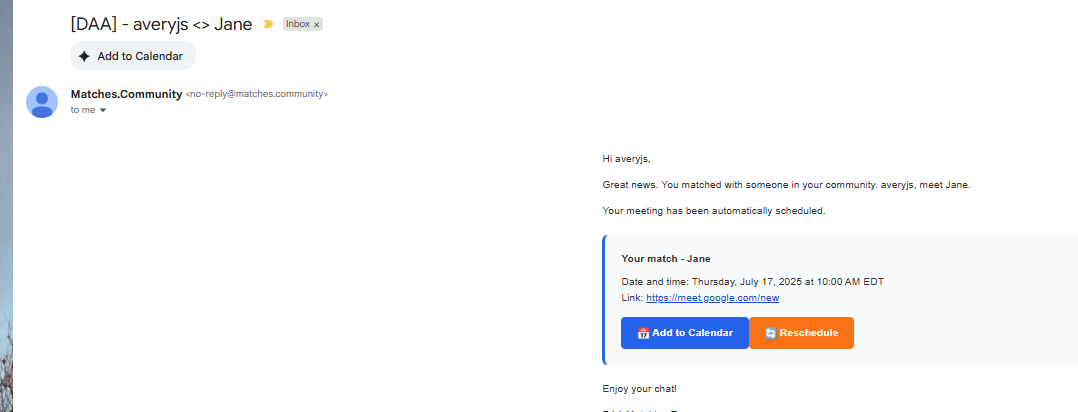 [DAA] - averyjs <> Jane
Inbox ×
Add to Calendar
Matches.Community <no-reply@matches.community>
to me
Hi averyjs,
Great news. You matched with someone in your community. averyjs, meet Jane.
Your meeting has been automatically scheduled.
Your match - Jane
Date and time: Thursday, July 17, 2025 at 10:00 AM EDT
Link: https://meet.google.com/new
📅 Add to Calendar
🔄 Reschedule
Enjoy your chat!